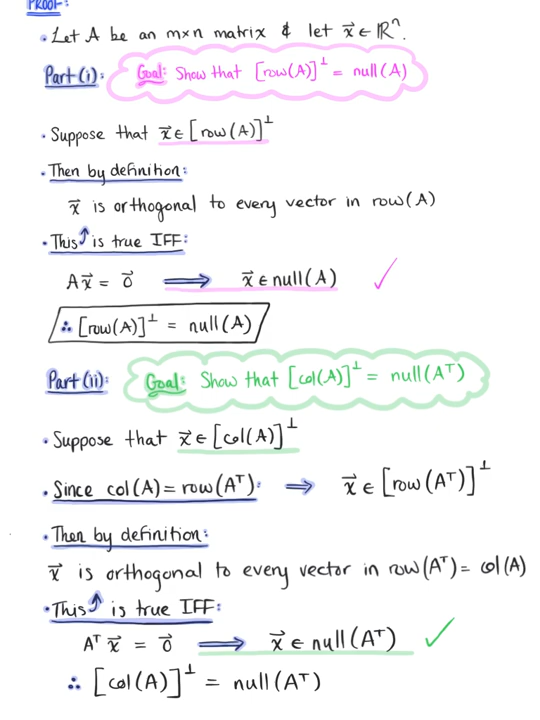 PROOF:
• Let A be an m×n matrix & let x⃗ ∈ ℝⁿ.
Part (i): Goal: Show that [row(A)]^⊥ = null(A)
• Suppose that x⃗ ∈ [row(A)]^⊥
• Then by definition:
x⃗ is orthogonal to every vector in row(A)
• This ↑ is true IFF:
Ax⃗ = 0⃗ ⟹ x⃗ ∈ null(A) ✓
∴ [row(A)]^⊥ = null(A)
Part (ii): Goal: Show that [col(A)]^⊥ = null(Aᵀ)
• Suppose that x⃗ ∈ [col(A)]^⊥
• Since col(A) = row(Aᵀ): ⟹ x⃗ ∈ [row(Aᵀ)]^⊥
• Then by definition:
x⃗ is orthogonal to every vector in row(Aᵀ) = col(A)
• This ↑ is true IFF:
Aᵀx⃗ = 0⃗ ⟹ x⃗ ∈ null(Aᵀ) ✓
∴ [col(A)]^⊥ = null(Aᵀ)